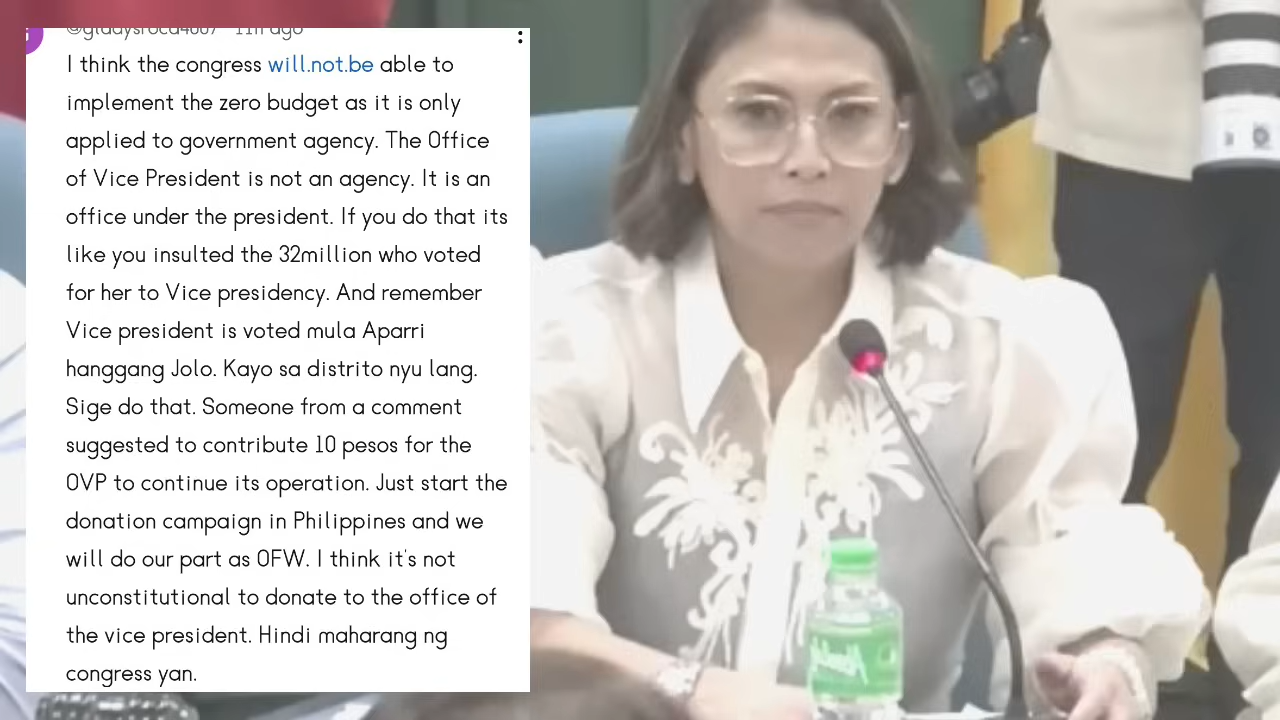 I think the congress will.not.be able to
implement the zero budget as it is only
applied to government agency. The Office
of Vice President is not an agency. It is an
office under the president. If you do that its
like you insulted the 32million who voted
for her to Vice presidency. And remember
Vice president is voted mula Aparri
hanggang Jolo. Kayo sa distrito nyu lang.
Sige do that. Someone from a comment
suggested to contribute 10 pesos for the
OVP to continue its operation. Just start the
donation campaign in Philippines and we
will do our part as OFW. I think it's not
unconstitutional to donate to the office of
the vice president. Hindi maharang ng
congress yan.